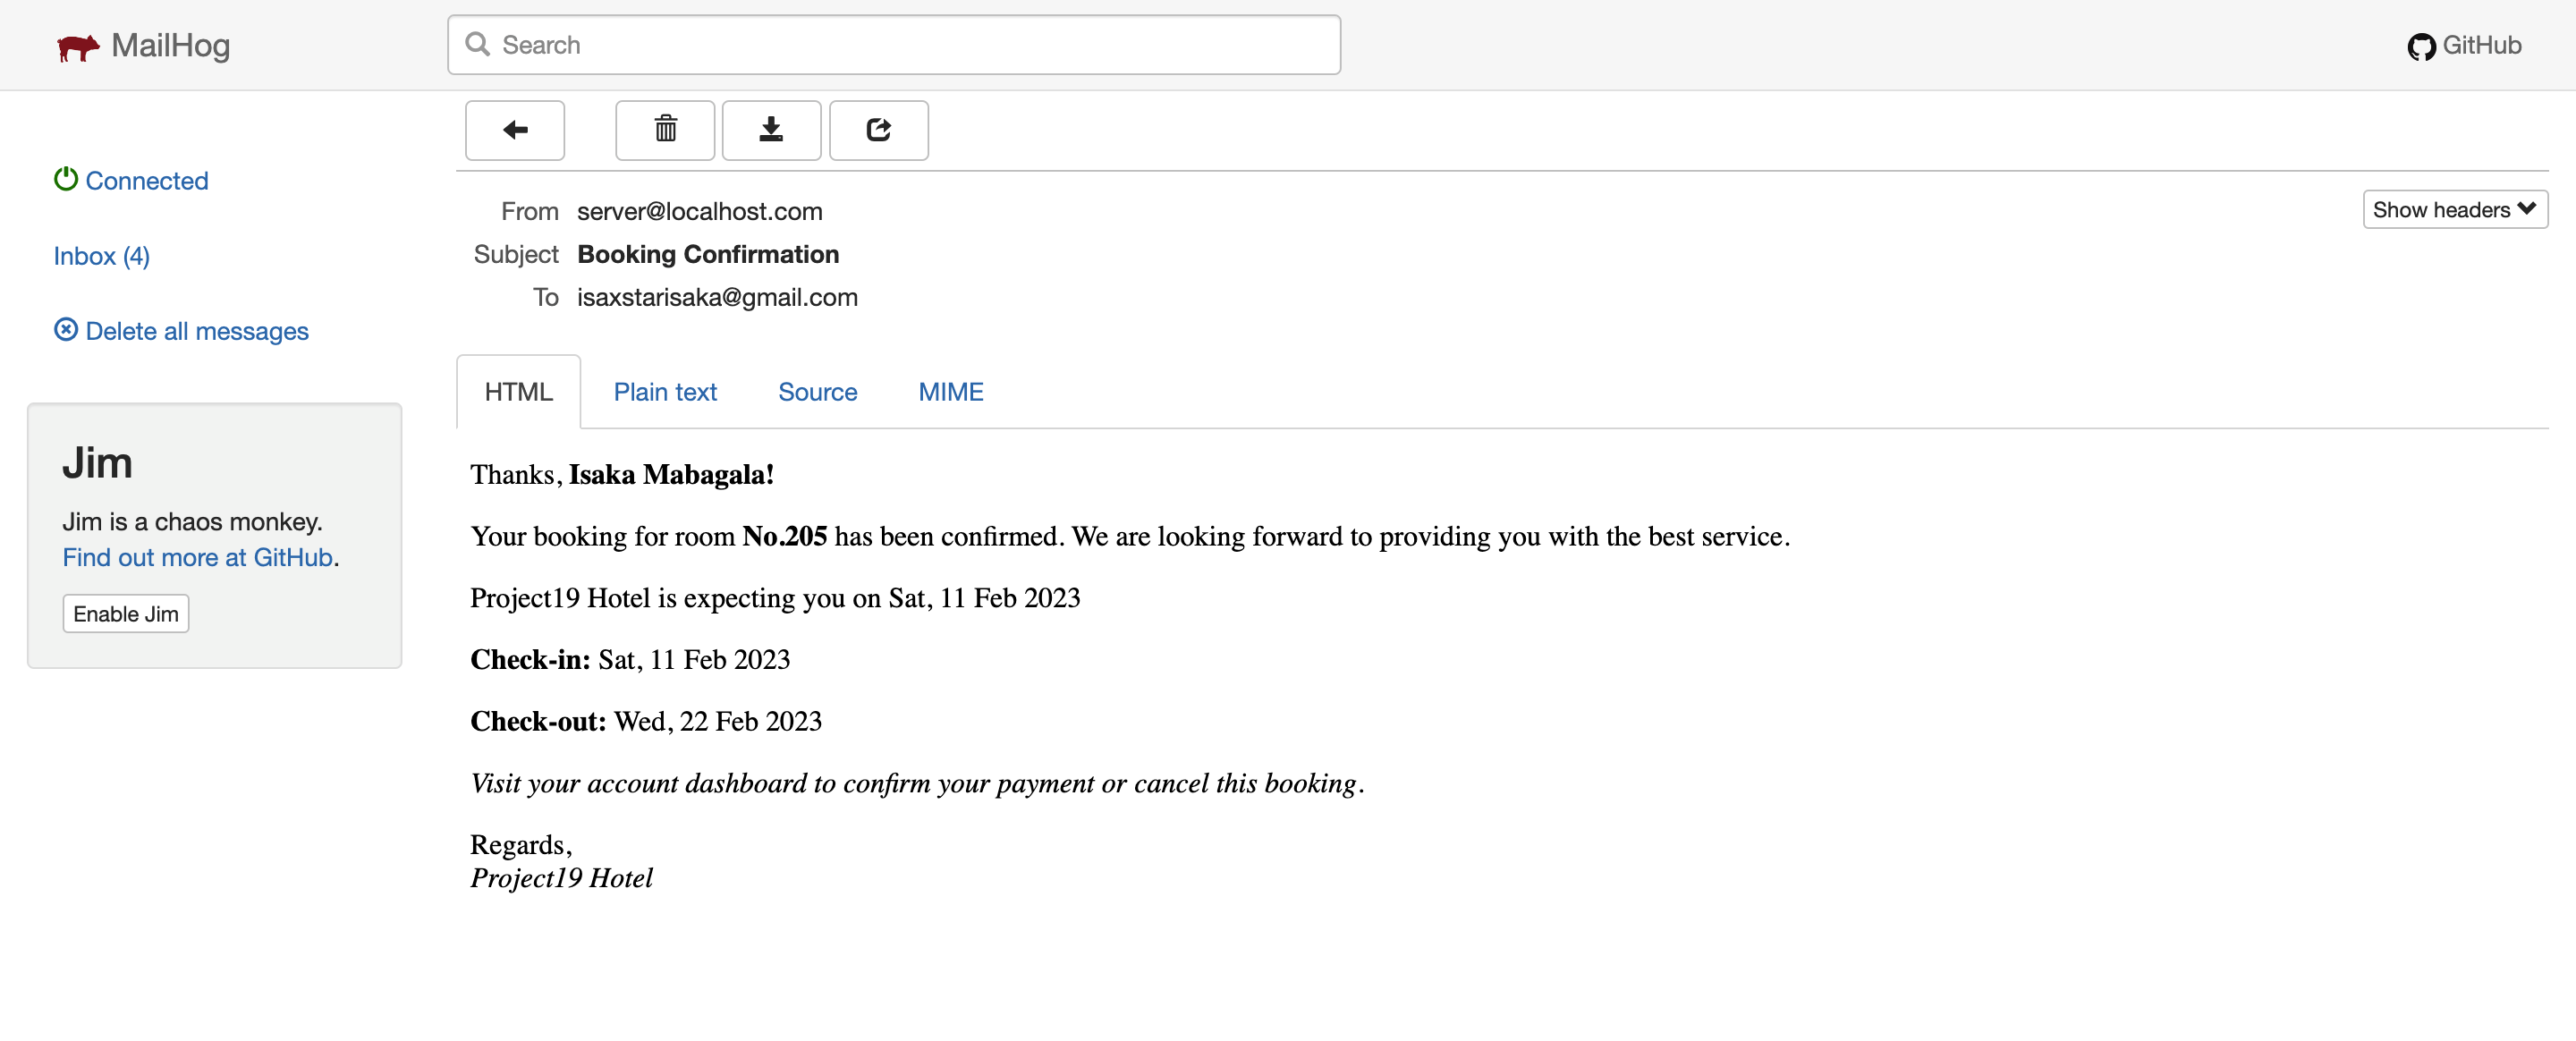 MailHog
Search
GitHub
Connected
Inbox (4)
Delete all messages
Jim
Jim is a chaos monkey.
Find out more at GitHub.
Enable Jim
From server@localhost.com
Show headers
Subject Booking Confirmation
To isaxstarisaka@gmail.com
HTML Plain text Source MIME
Thanks, Isaka Mabagala!
Your booking for room No.205 has been confirmed. We are looking forward to providing you with the best service.
Project19 Hotel is expecting you on Sat, 11 Feb 2023
Check-in: Sat, 11 Feb 2023
Check-out: Wed, 22 Feb 2023
Visit your account dashboard to confirm your payment or cancel this booking.
Regards,
Project19 Hotel